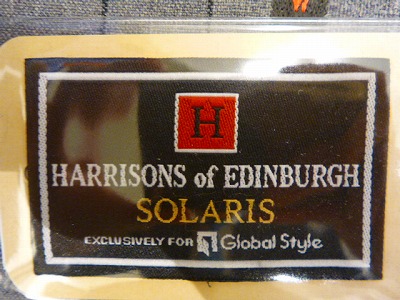 H
HARRISONS of EDINBURGH
SOLARIS
EXCLUSIVELY FOR Global Style